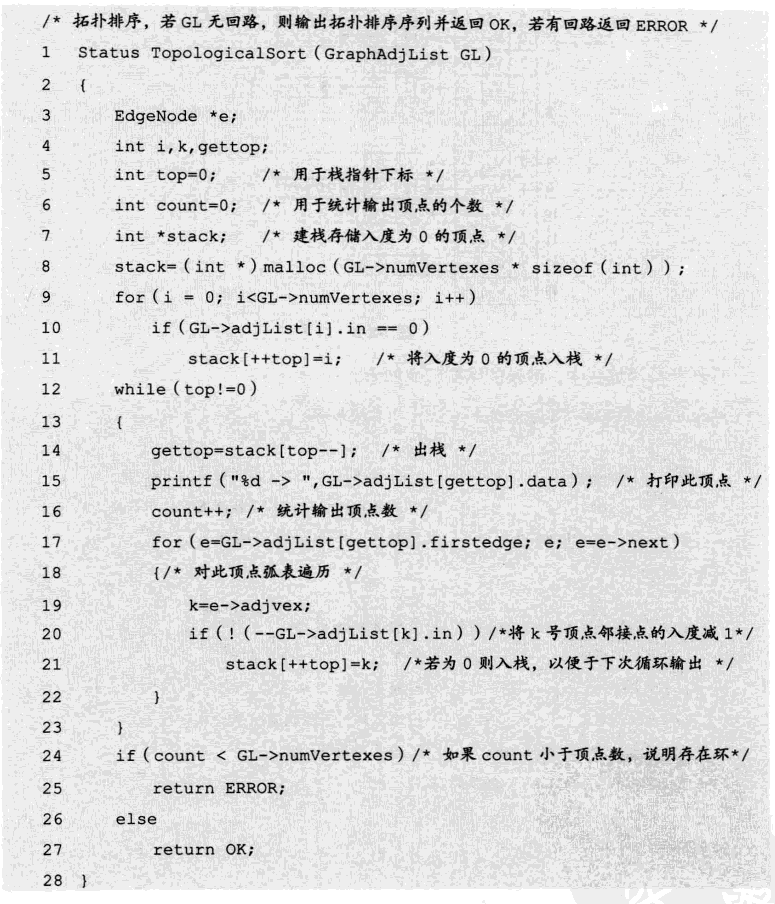 /* 拓扑排序，若 GL 无回路，则输出拓扑排序序列并返回 OK，若有回路返回 ERROR */
1 Status TopologicalSort(GraphAdjList GL)
2 {
3 EdgeNode *e;
4 int i,k,gettop;
5 int top=0; /* 用于栈指针下标 */
6 int count=0; /* 用于统计输出顶点的个数 */
7 int *stack; /* 建栈存储入度为 0 的顶点 */
8 stack=(int *)malloc(GL->numVertexes * sizeof(int));
9 for(i = 0; i<GL->numVertexes; i++)
10 if(GL->adjList[i].in == 0)
11 stack[++top]=i; /* 将入度为 0 的顶点入栈 */
12 while(top!=0)
13 {
14 gettop=stack[top--]; /* 出栈 */
15 printf("%d -> ",GL->adjList[gettop].data); /* 打印此顶点 */
16 count++; /* 统计输出顶点数 */
17 for(e=GL->adjList[gettop].firstedge; e; e=e->next)
18 {/* 对此顶点弧表遍历 */
19 k=e->adjvex;
20 if(!(--GL->adjList[k].in))/*将 k 号顶点邻接点的入度减 1*/
21 stack[++top]=k; /*若为 0 则入栈，以便于下次循环输出 */
22 }
23 }
24 if(count < GL->numVertexes)/* 如果 count 小于顶点数，说明存在环*/
25 return ERROR;
26 else
27 return OK;
28 }